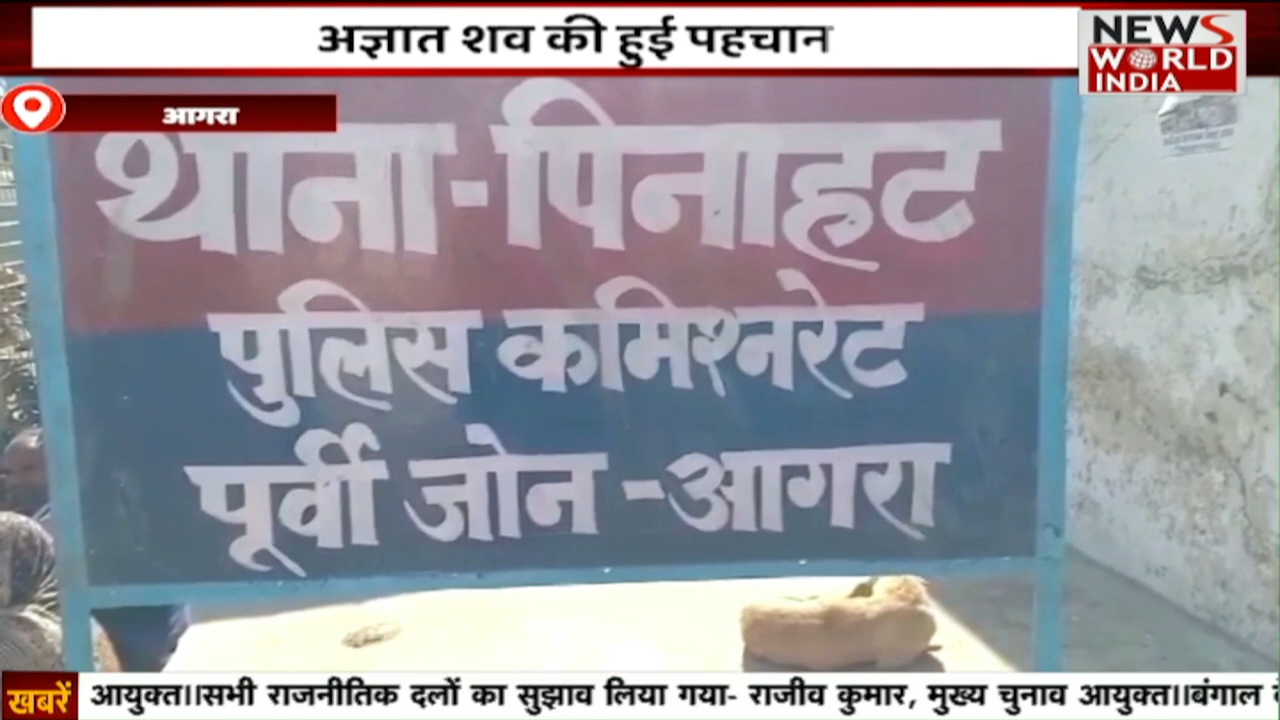 अज्ञात शव की हुई पहचान
NEWS
WORLD
INDIA
आगरा
थाना-पिनाहट
पुलिस कमिश्नरेट
पूर्वी जोन -आगरा
खबरें
आयुक्त।।सभी राजनीतिक दलों का सुझाव लिया गया- राजीव कुमार, मुख्य चुनाव आयुक्त।।बंगाल